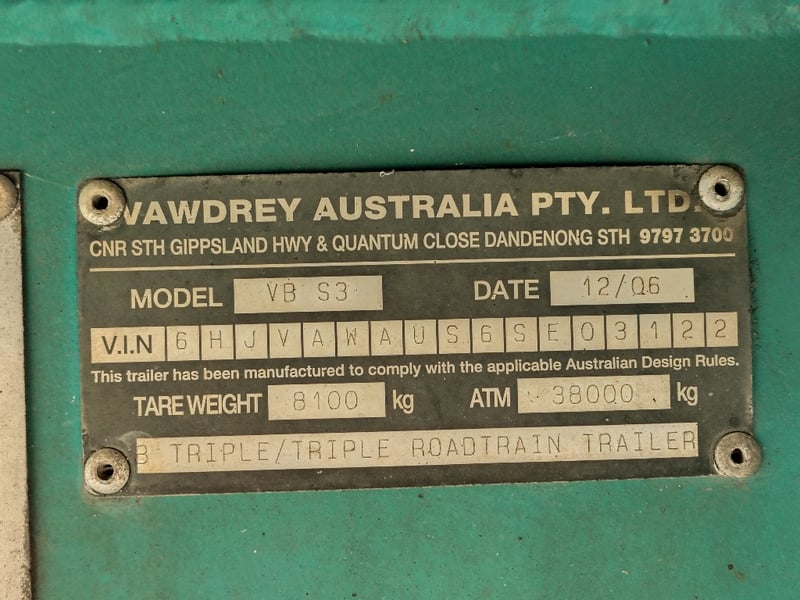 VAWDREY AUSTRALIA PTY. LTD.
CNR STH GIPPSLAND HWY & QUANTUM CLOSE DANDENONG STH 9797 3700
MODEL VB S3 DATE 12/06
V.I.N 6HJVAWAUS6SE03122
This trailer has been manufactured to comply with the applicable Australian Design Rules.
TARE WEIGHT 8100 kg ATM 38000 kg
B TRIPLE/TRIPLE ROADTRAIN TRAILER